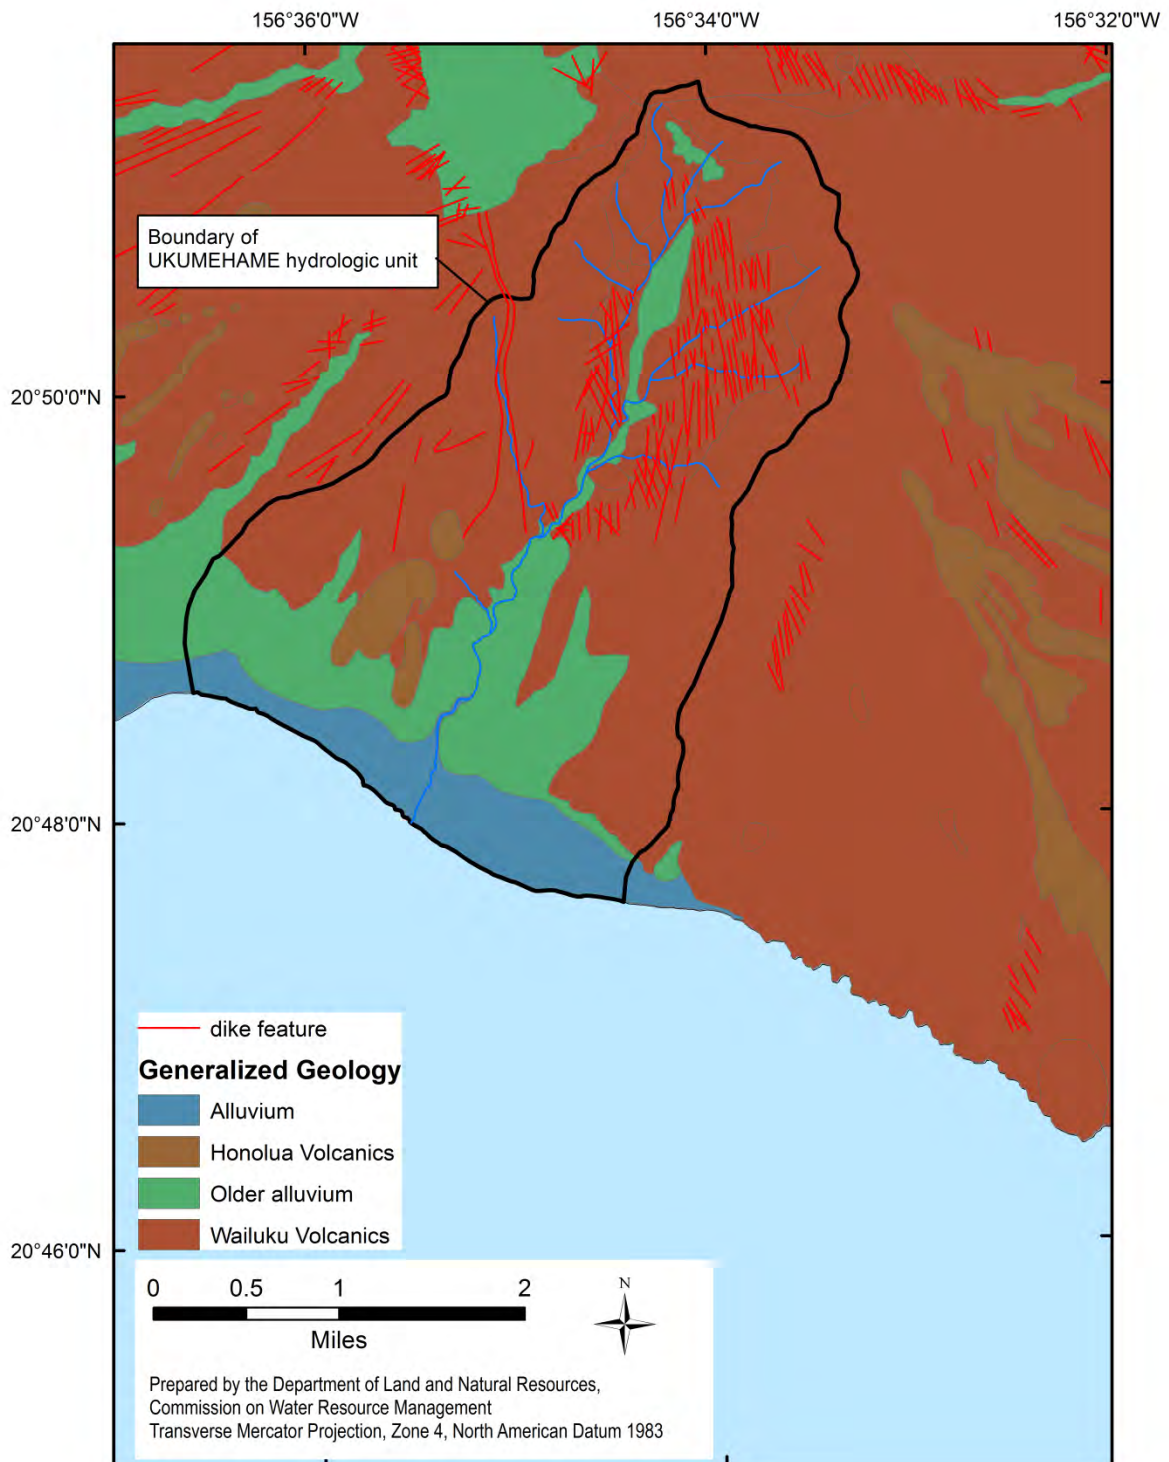 156°36'0"W
156°34'0"W
156°32'0"W
Boundary of
UKUMEHAME hydrologic unit
20°50'0"N
20°48'0"N
dike feature
Generalized Geology
Alluvium
Honolua Volcanics
Older alluvium
Wailuku Volcanics
20°46'0"N
0 0.5 1 2
Miles
N
Prepared by the Department of Land and Natural Resources,
Commission on Water Resource Management
Transverse Mercator Projection, Zone 4, North American Datum 1983